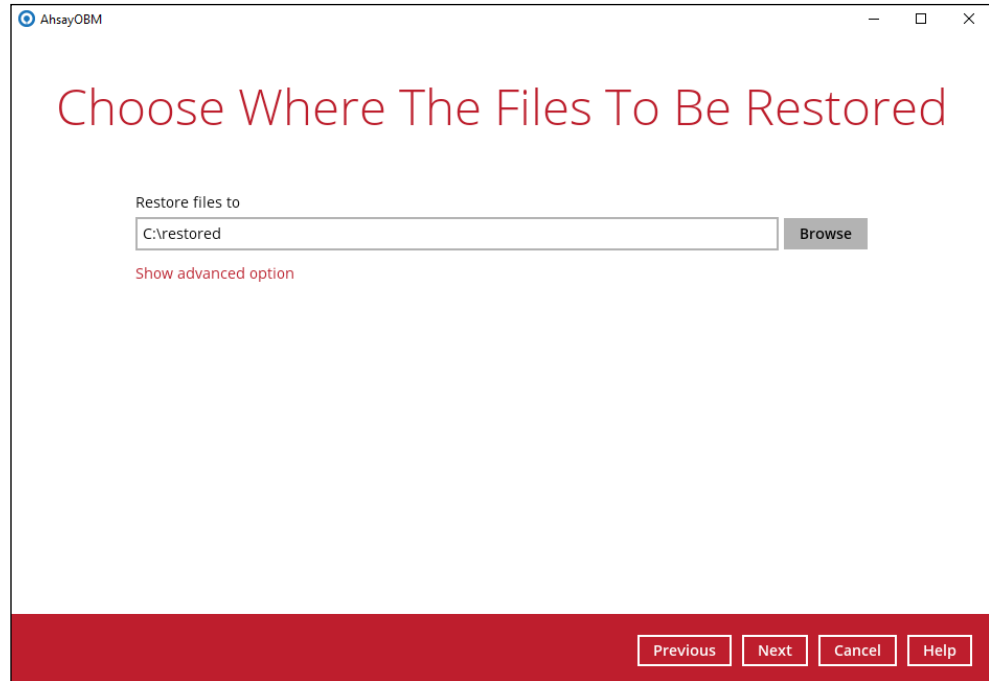 AhsayOBM
Choose Where The Files To Be Restored
Restore files to
C:\restored
Browse
Show advanced option
Previous
Next
Cancel
Help